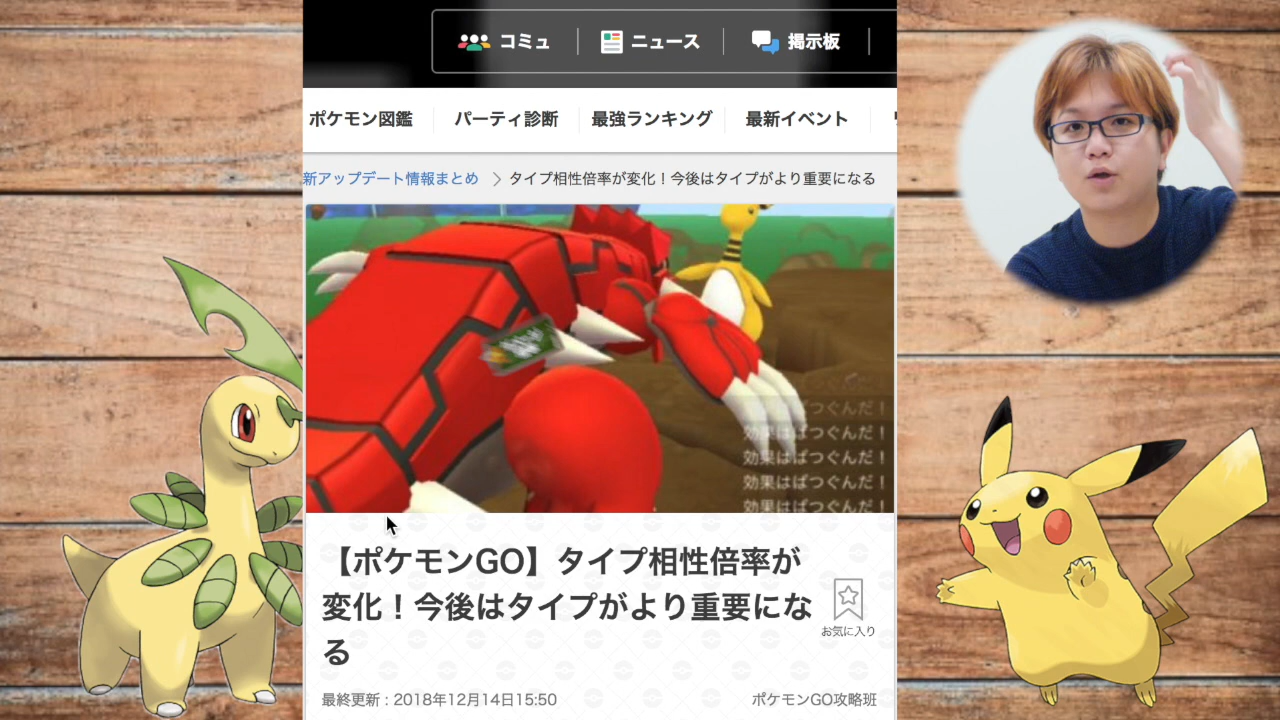 コミュ
ニュース
掲示板
ポケモン図鑑
パーティ診断
最強ランキング
最新イベント
新アップデート情報まとめ
タイプ相性倍率が変化！今後はタイプがより重要になる
つぐんだ！
効果はばつぐんだ！
効果はばつぐんだ！
効果はばつぐんだ！
効果はばつぐんだ！
【ポケモンGO】タイプ相性倍率が
変化！今後はタイプがより重要にな
る
お気に入り
最終更新 : 2018年12月14日15:50
ポケモンGO攻略班